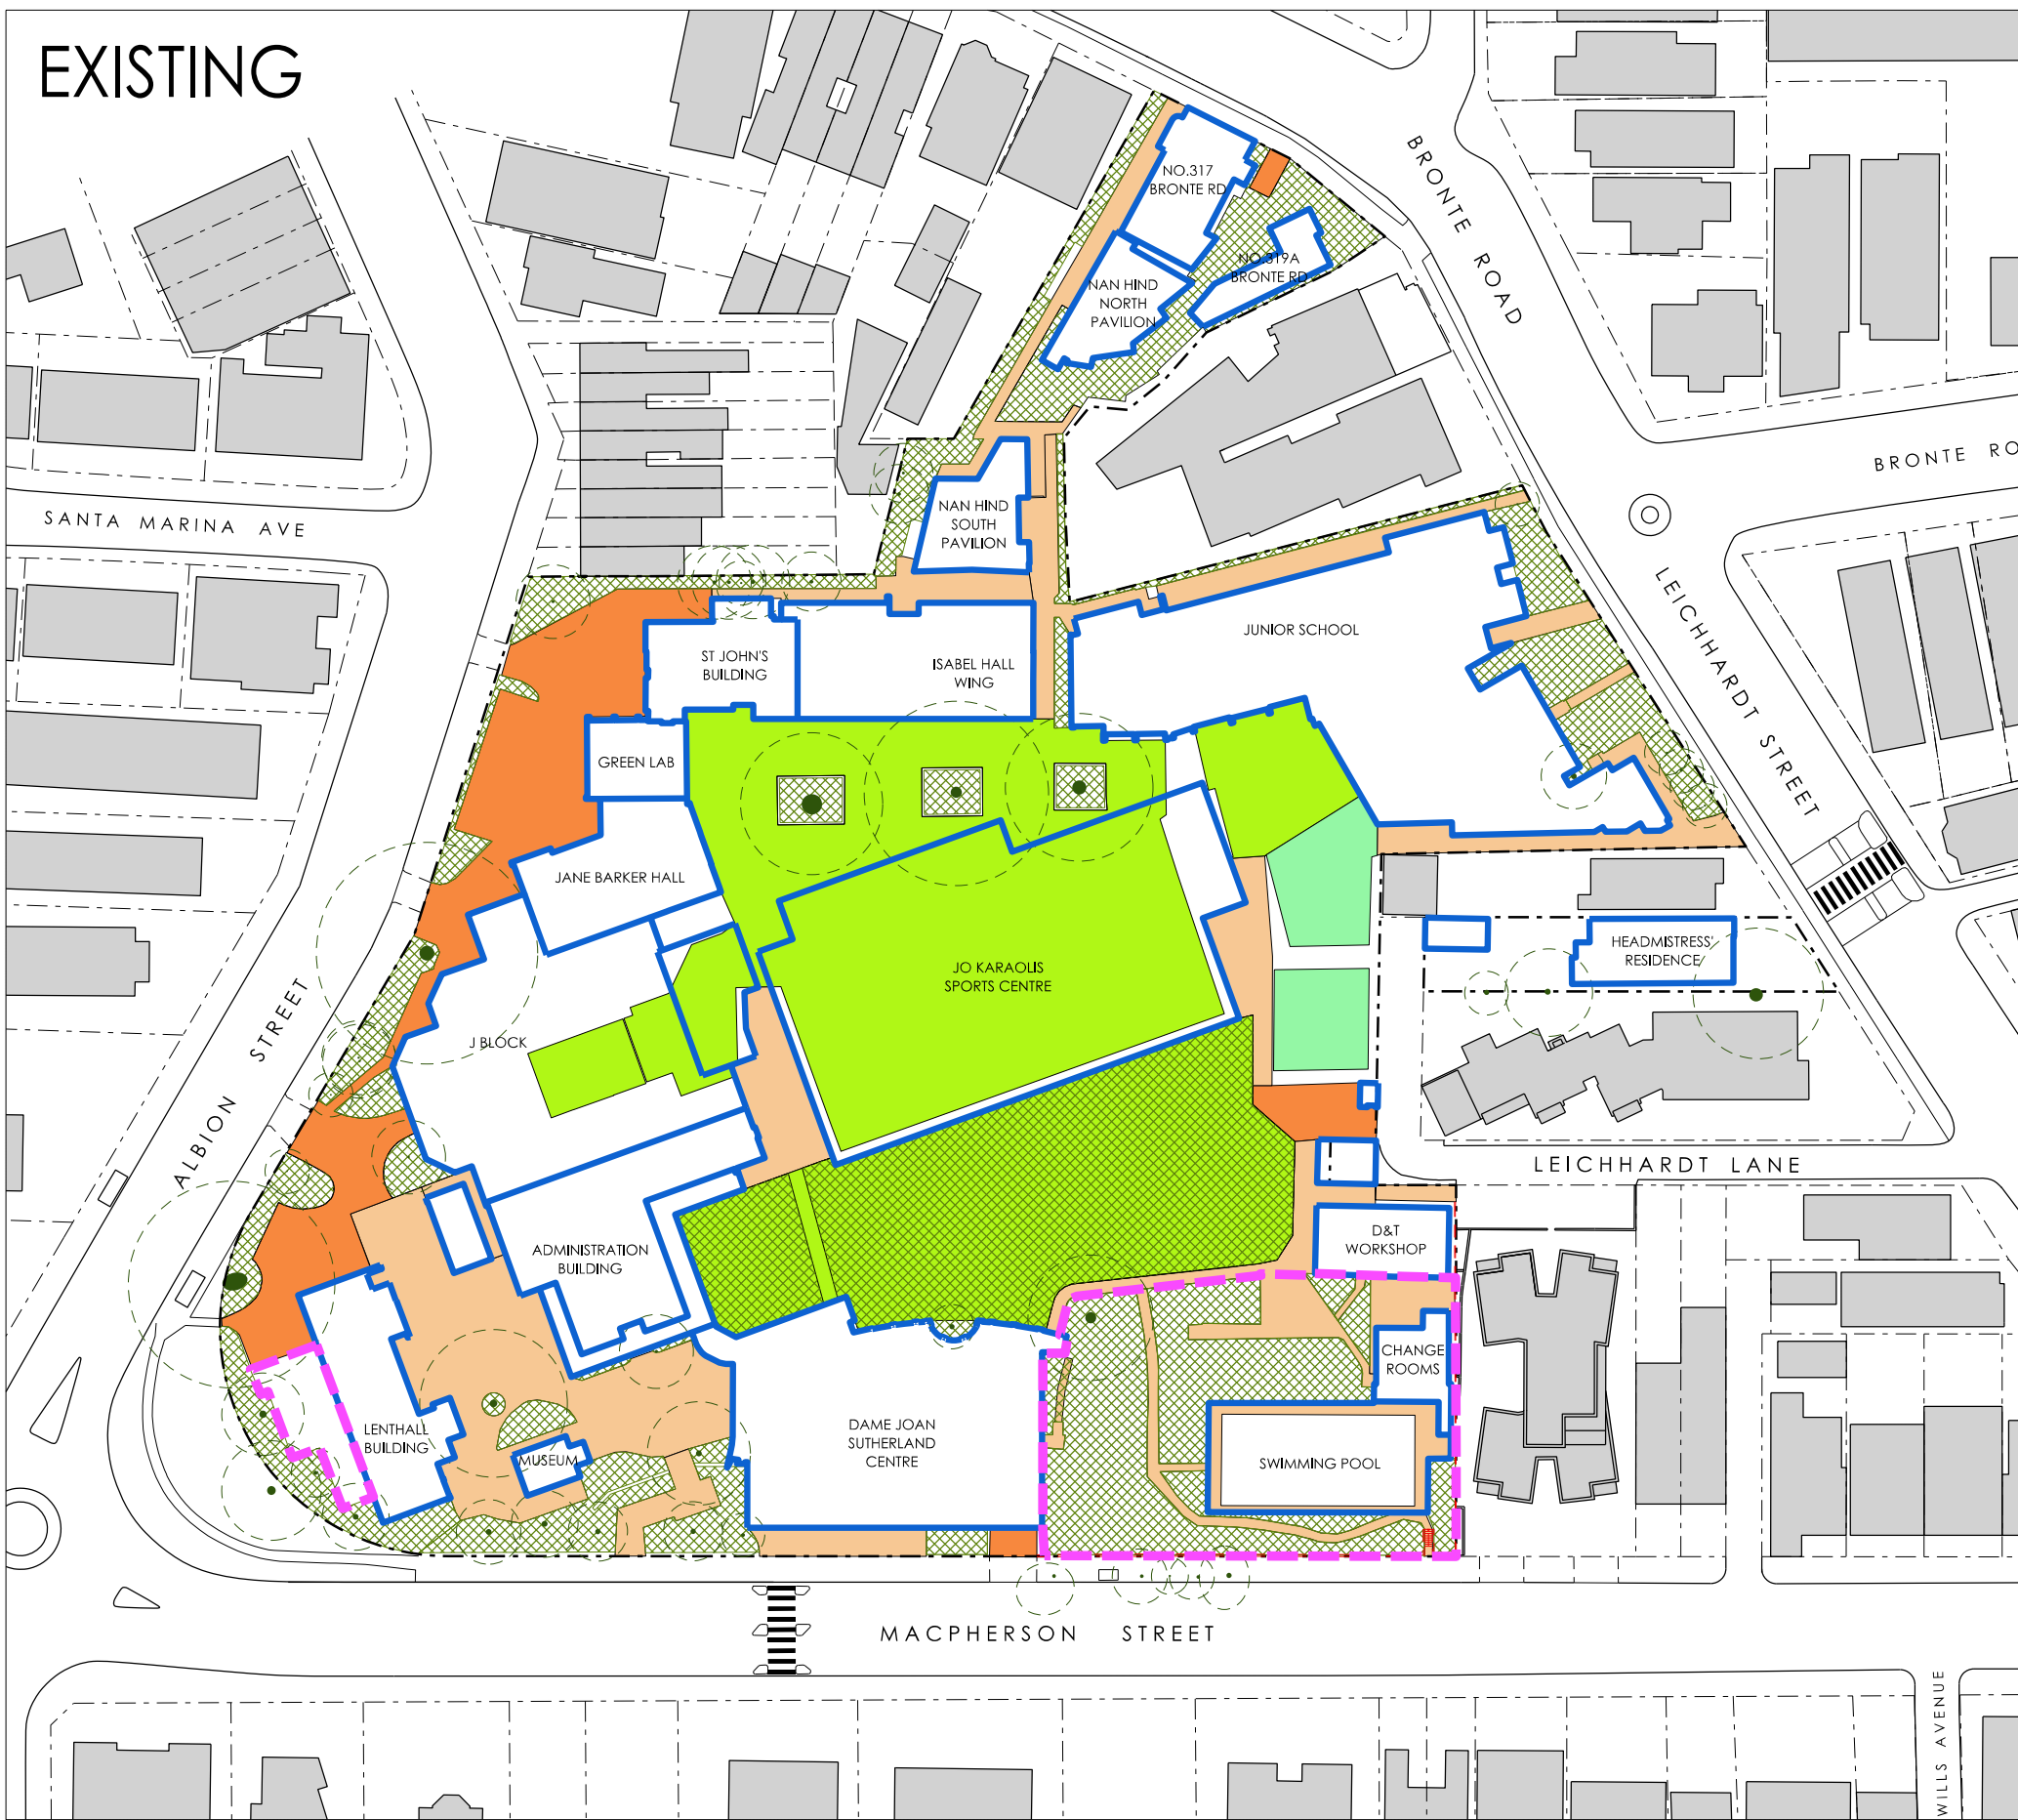 EXISTING
NO.317
BRONTE RD
BRONTE ROAD
NO.319A
BRONTE RD
NAN HIND
NORTH
PAVILION
BRONTE RO
SANTA MARINA AVE
NAN HIND
SOUTH
PAVILION
LEICHHARDT STREET
JUNIOR SCHOOL
ST JOHN'S
BUILDING
ISABEL HALL
WING
GREEN LAB
JANE BARKER HALL
HEADMISTRESS'
RESIDENCE
JO KARAOLIS
SPORTS CENTRE
J BLOCK
ALBION STREET
LEICHHARDT LANE
D&T
WORKSHOP
ADMINISTRATION
BUILDING
CHANGE
ROOMS
DAME JOAN
SUTHERLAND
CENTRE
LENTHALL
BUILDING
MUSEUM
SWIMMING POOL
MACPHERSON STREET
WILLS AVENUE